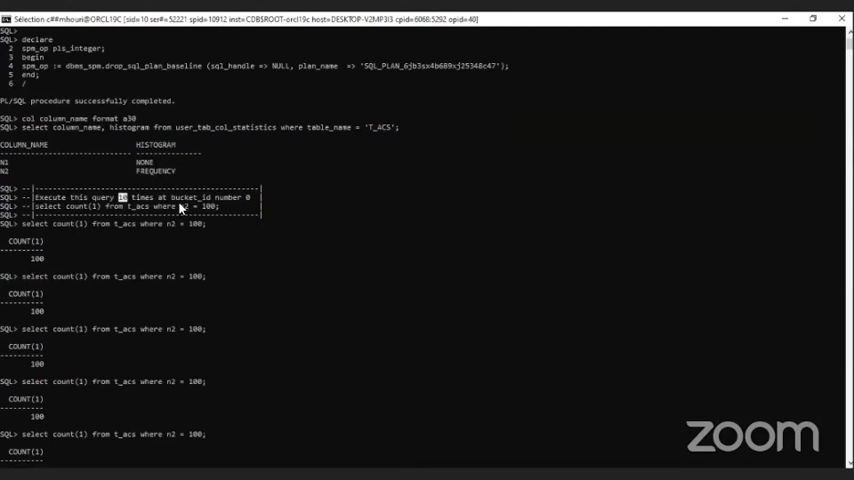 Sélection c##mhouri@ORCL19C [sid=10 ser#=52221 spid=10912 inst=CDB$ROOT-orcl19c host=DESKTOP-V2MP3I3 cpid=6068:5292 opid=40]
SQL>
SQL> declare
2 spm_op pls_integer;
3 begin
4 spm_op := dbms_spm.drop_sql_plan_baseline (sql_handle => NULL, plan_name => 'SQL_PLAN_6jb3sx4b689xj25348c47');
5 end;
6 /
PL/SQL procedure successfully completed.
SQL> col column_name format a30
SQL> select column_name, histogram from user_tab_col_statistics where table_name = 'T_ACS';
COLUMN_NAME HISTOGRAM
------------------------------ ---------------
N1 NONE
N2 FREQUENCY
SQL> --|---------------------------------------------------|
SQL> --|Execute this query 10 times at bucket_id number 0 |
SQL> --|select count(1) from t_acs where n2 = 100; |
SQL> --|---------------------------------------------------|
SQL> select count(1) from t_acs where n2 = 100;
COUNT(1)
----------
100
SQL> select count(1) from t_acs where n2 = 100;
COUNT(1)
----------
100
SQL> select count(1) from t_acs where n2 = 100;
COUNT(1)
----------
100
SQL> select count(1) from t_acs where n2 = 100;
COUNT(1)
----------
100
SQL> select count(1) from t_acs where n2 = 100;
COUNT(1)
----------
zoom